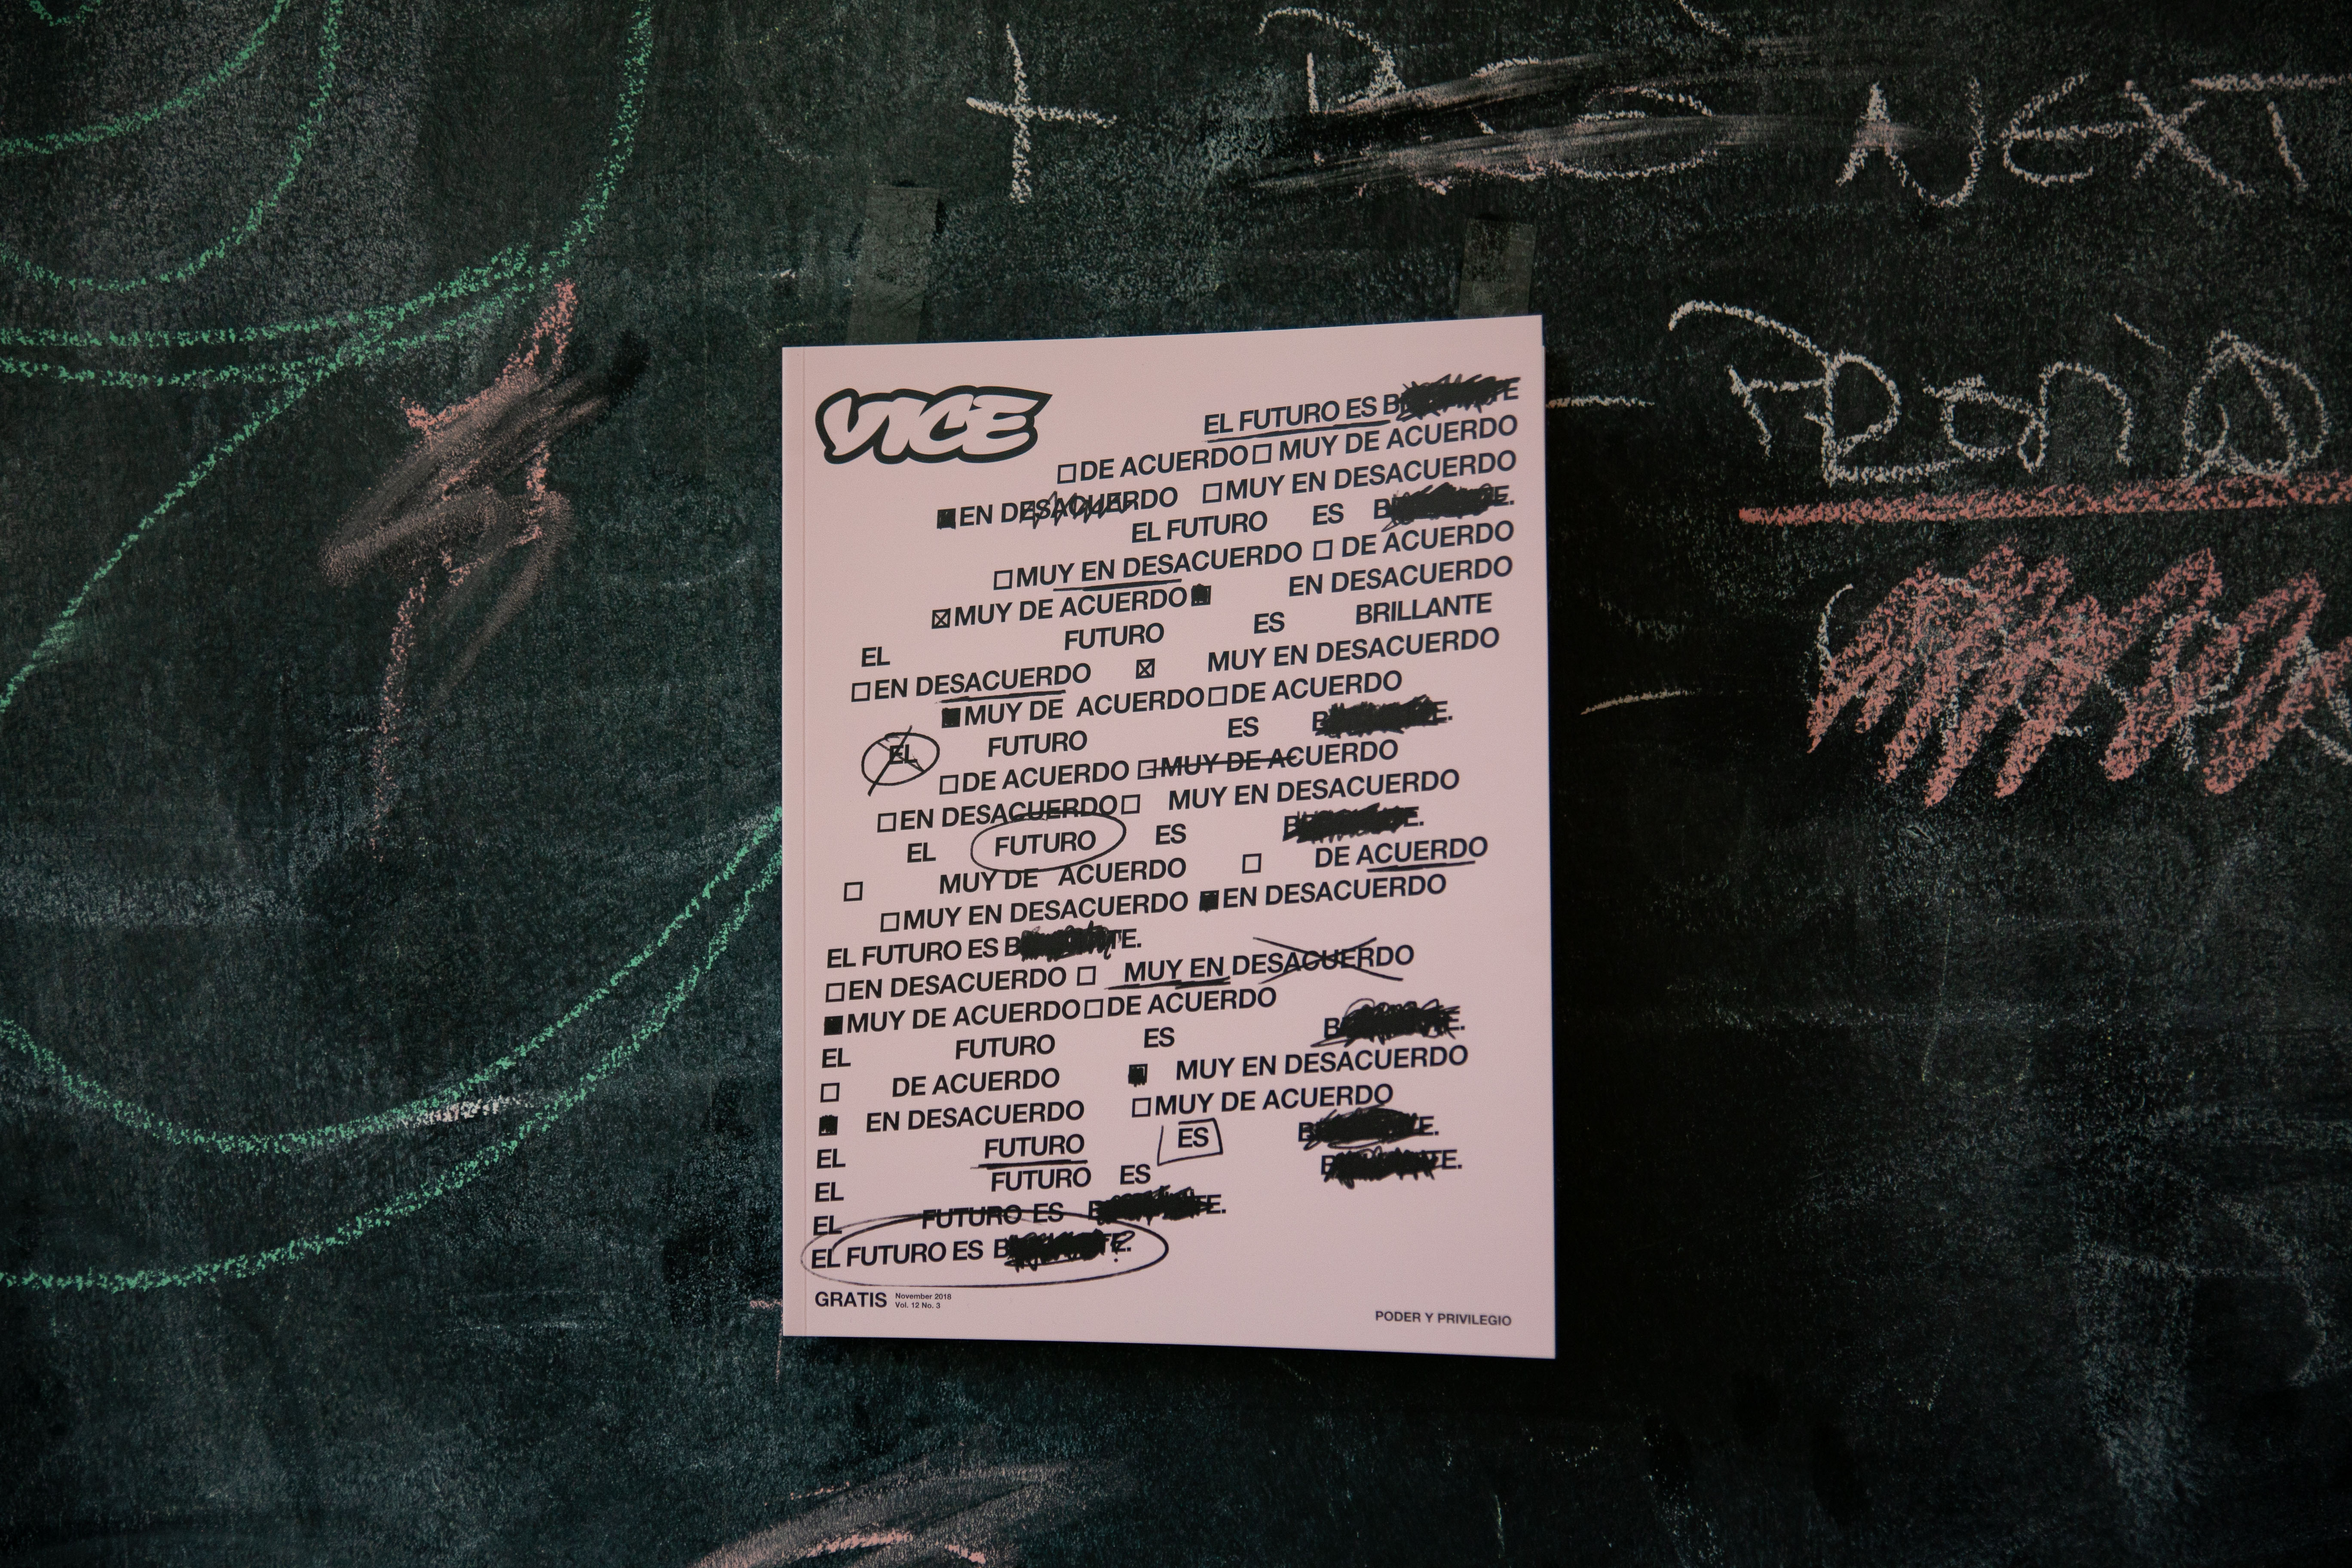 + NEXT
VICE
EL FUTURO ES
□ DE ACUERDO □ MUY DE ACUERDO
■ EN DESACUERDO □ MUY EN DESACUERDO
EL FUTURO ES
□ MUY EN DESACUERDO □ DE ACUERDO
☒ MUY DE ACUERDO ■ EN DESACUERDO
EL FUTURO ES BRILLANTE
□ EN DESACUERDO ☒ MUY EN DESACUERDO
■ MUY DE ACUERDO □ DE ACUERDO
EL FUTURO ES
□ DE ACUERDO □ MUY DE ACUERDO
□ EN DESACUERDO □ MUY EN DESACUERDO
EL FUTURO ES
□ MUY DE ACUERDO □ DE ACUERDO
□ MUY EN DESACUERDO ■ EN DESACUERDO
EL FUTURO ES
□ EN DESACUERDO □ MUY EN DESACUERDO
■ MUY DE ACUERDO □ DE ACUERDO
EL FUTURO ES
□ DE ACUERDO ■ MUY EN DESACUERDO
■ EN DESACUERDO □ MUY DE ACUERDO
EL FUTURO ES
EL FUTURO ES
EL FUTURO ES
EL FUTURO ES
GRATIS
November 2018
Vol. 12 No. 3
PODER Y PRIVILEGIO